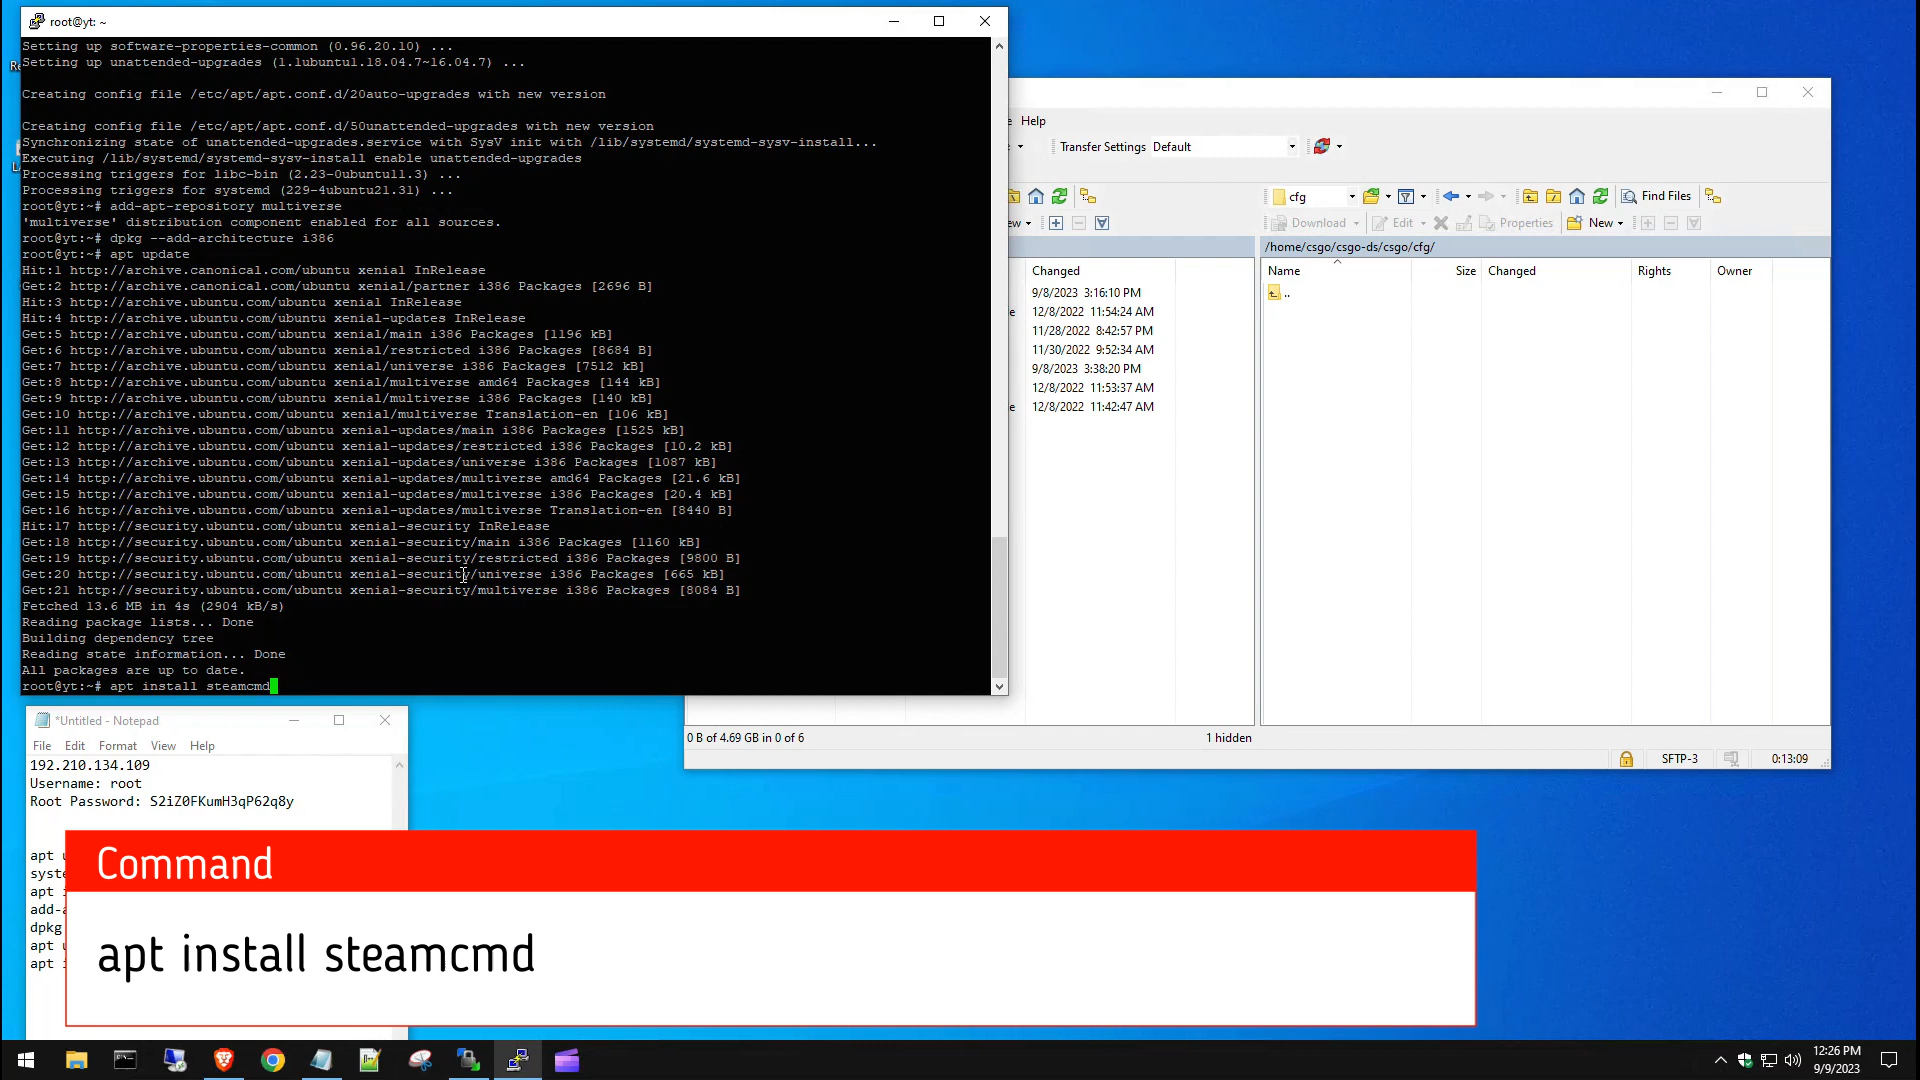 root@yt: ~
Setting up software-properties-common (0.96.20.10) ...
Setting up unattended-upgrades (1.1ubuntu1.18.04.7~16.04.7) ...
Creating config file /etc/apt/apt.conf.d/20auto-upgrades with new version
Creating config file /etc/apt/apt.conf.d/50unattended-upgrades with new version
Synchronizing state of unattended-upgrades.service with SysV init with /lib/systemd/systemd-sysv-install...
Executing /lib/systemd/systemd-sysv-install enable unattended-upgrades
Processing triggers for libc-bin (2.23-0ubuntu11.3) ...
Processing triggers for systemd (229-4ubuntu21.31) ...
root@yt:~# add-apt-repository multiverse
'multiverse' distribution component enabled for all sources.
root@yt:~# dpkg --add-architecture i386
root@yt:~# apt update
Hit:1 http://archive.canonical.com/ubuntu xenial InRelease
Get:2 http://archive.canonical.com/ubuntu xenial/partner i386 Packages [2696 B]
Hit:3 http://archive.ubuntu.com/ubuntu xenial InRelease
Hit:4 http://archive.ubuntu.com/ubuntu xenial-updates InRelease
Get:5 http://archive.ubuntu.com/ubuntu xenial/main i386 Packages [1196 kB]
Get:6 http://archive.ubuntu.com/ubuntu xenial/restricted i386 Packages [8684 B]
Get:7 http://archive.ubuntu.com/ubuntu xenial/universe i386 Packages [7512 kB]
Get:8 http://archive.ubuntu.com/ubuntu xenial/multiverse amd64 Packages [144 kB]
Get:9 http://archive.ubuntu.com/ubuntu xenial/multiverse i386 Packages [140 kB]
Get:10 http://archive.ubuntu.com/ubuntu xenial/multiverse Translation-en [106 kB]
Get:11 http://archive.ubuntu.com/ubuntu xenial-updates/main i386 Packages [1525 kB]
Get:12 http://archive.ubuntu.com/ubuntu xenial-updates/restricted i386 Packages [10.2 kB]
Get:13 http://archive.ubuntu.com/ubuntu xenial-updates/universe i386 Packages [1087 kB]
Get:14 http://archive.ubuntu.com/ubuntu xenial-updates/multiverse amd64 Packages [21.6 kB]
Get:15 http://archive.ubuntu.com/ubuntu xenial-updates/multiverse i386 Packages [20.4 kB]
Get:16 http://archive.ubuntu.com/ubuntu xenial-updates/multiverse Translation-en [8440 B]
Hit:17 http://security.ubuntu.com/ubuntu xenial-security InRelease
Get:18 http://security.ubuntu.com/ubuntu xenial-security/main i386 Packages [1160 kB]
Get:19 http://security.ubuntu.com/ubuntu xenial-security/restricted i386 Packages [9800 B]
Get:20 http://security.ubuntu.com/ubuntu xenial-security/universe i386 Packages [665 kB]
Get:21 http://security.ubuntu.com/ubuntu xenial-security/multiverse i386 Packages [8084 B]
Fetched 13.6 MB in 4s (2904 kB/s)
Reading package lists... Done
Building dependency tree
Reading state information... Done
All packages are up to date.
root@yt:~# apt install steamcmd
Help
Transfer Settings Default
cfg Find Files
Download Edit Properties New
/home/csgo/csgo-ds/csgo/cfg/
Changed
9/8/2023 3:16:10 PM
12/8/2022 11:54:24 AM
11/28/2022 8:42:57 PM
11/30/2022 9:52:34 AM
9/8/2023 3:38:20 PM
12/8/2022 11:53:37 AM
12/8/2022 11:42:47 AM
Name Size Changed Rights Owner
..
0 B of 4.69 GB in 0 of 6
1 hidden
SFTP-3 0:13:09
*Untitled - Notepad
File Edit Format View Help
192.210.134.109
Username: root
Root Password: S2iZ0FKumH3qP62q8y
apt
syst
apt
add-
dpkg
apt
apt
Command
apt install steamcmd
12:26 PM
9/9/2023